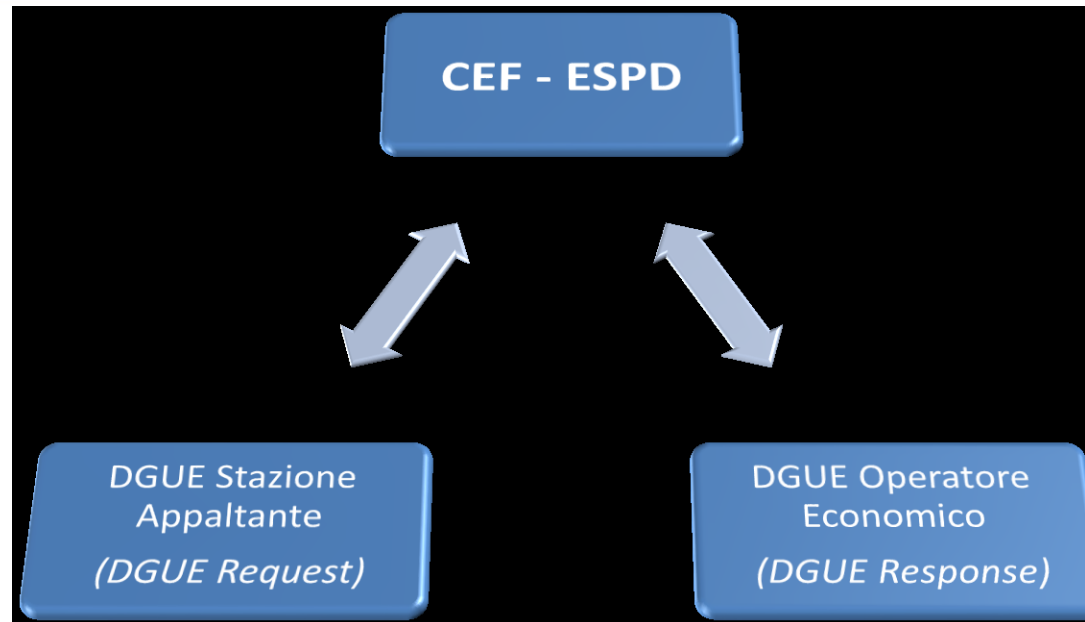 CEF - ESPD
DGUE Stazione
Appaltante
(DGUE Request)
DGUE Operatore
Economico
(DGUE Response)